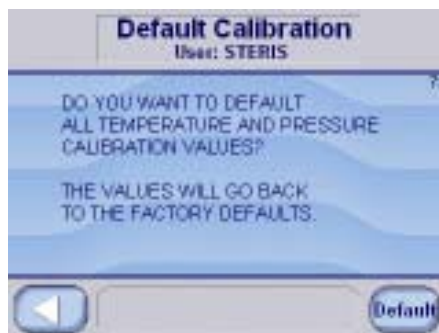 Default Calibration
User: STERIS
DO YOU WANT TO DEFAULT
ALL TEMPERATURE AND PRESSURE
CALIBRATION VALUES?
THE VALUES WILL GO BACK
TO THE FACTORY DEFAULTS.
Default